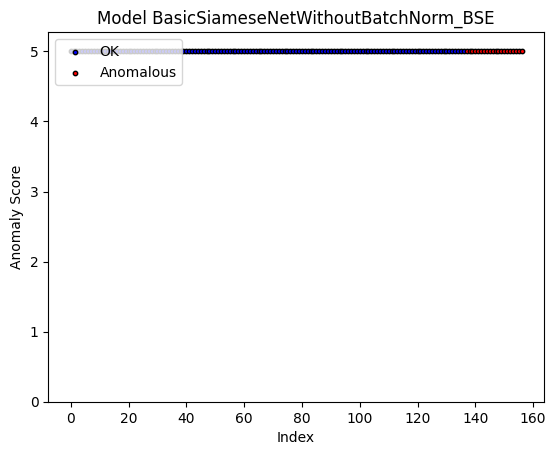 Model BasicSiameseNetWithoutBatchNorm_BSE
OK
Anomalous
Anomaly Score
5
4
3
2
1
0
0 20 40 60 80 100 120 140 160
Index